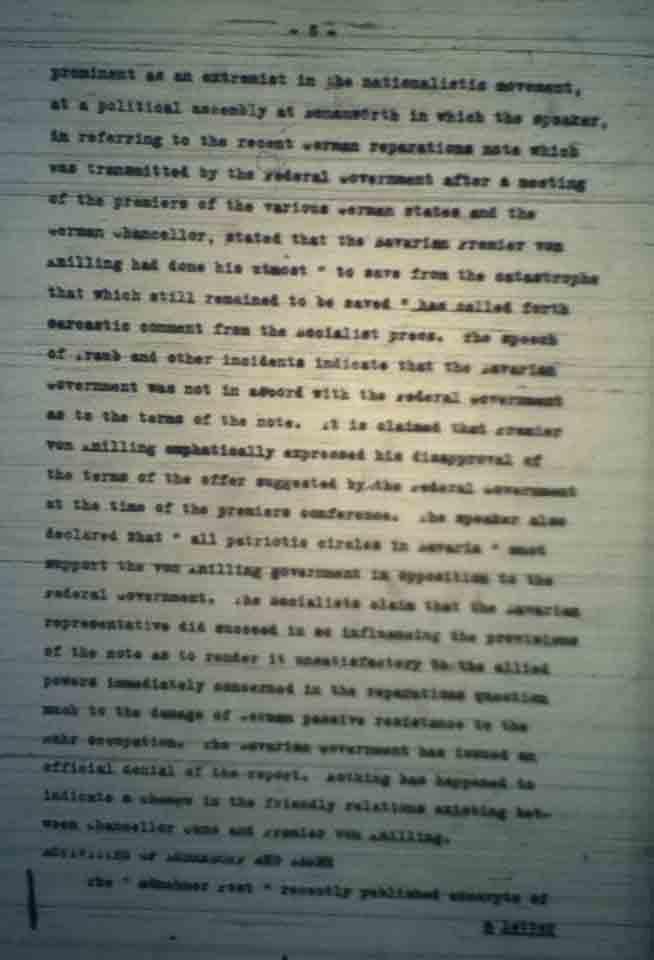 - 5 -
prominent as an extremist in the nationalistic movement,
at a political assembly at Donauwörth in which the speaker,
in referring to the recent German reparations note which
was transmitted by the Federal Government after a meeting
of the premiers of the various German states and the
German Chancellor, stated that the Bavarian Premier von
Knilling had done his utmost " to save from the catastrophe
that which still remained to be saved " has called forth
sarcastic comment from the Socialist press. The speech
of and other incidents indicate that the Bavarian
Government was not in accord with the Federal Government
as to the terms of the note. It is claimed that Premier
von Knilling emphatically expressed his disapproval of
the terms of the offer suggested by the Federal Government
at the time of the premiers conference. The speaker also
declared that " all patriotic circles in Bavaria " must
support the von Knilling government in opposition to the
Federal Government. The Socialists claim that the Bavarian
representative did succeed in so influencing the provisions
of the note as to render it unsatisfactory to the allied
powers immediately concerned in the reparations question
much to the damage of German passive resistance to the
Ruhr occupation. The Bavarian Government has issued an
official denial of the report. Nothing has happened to
indicate a change in the friendly relations existing bet-
ween Chancellor Cuno and Premier von Knilling.
ACTIVITIES OF AND
The " Münchner Post " recently published excerpts of
a letter